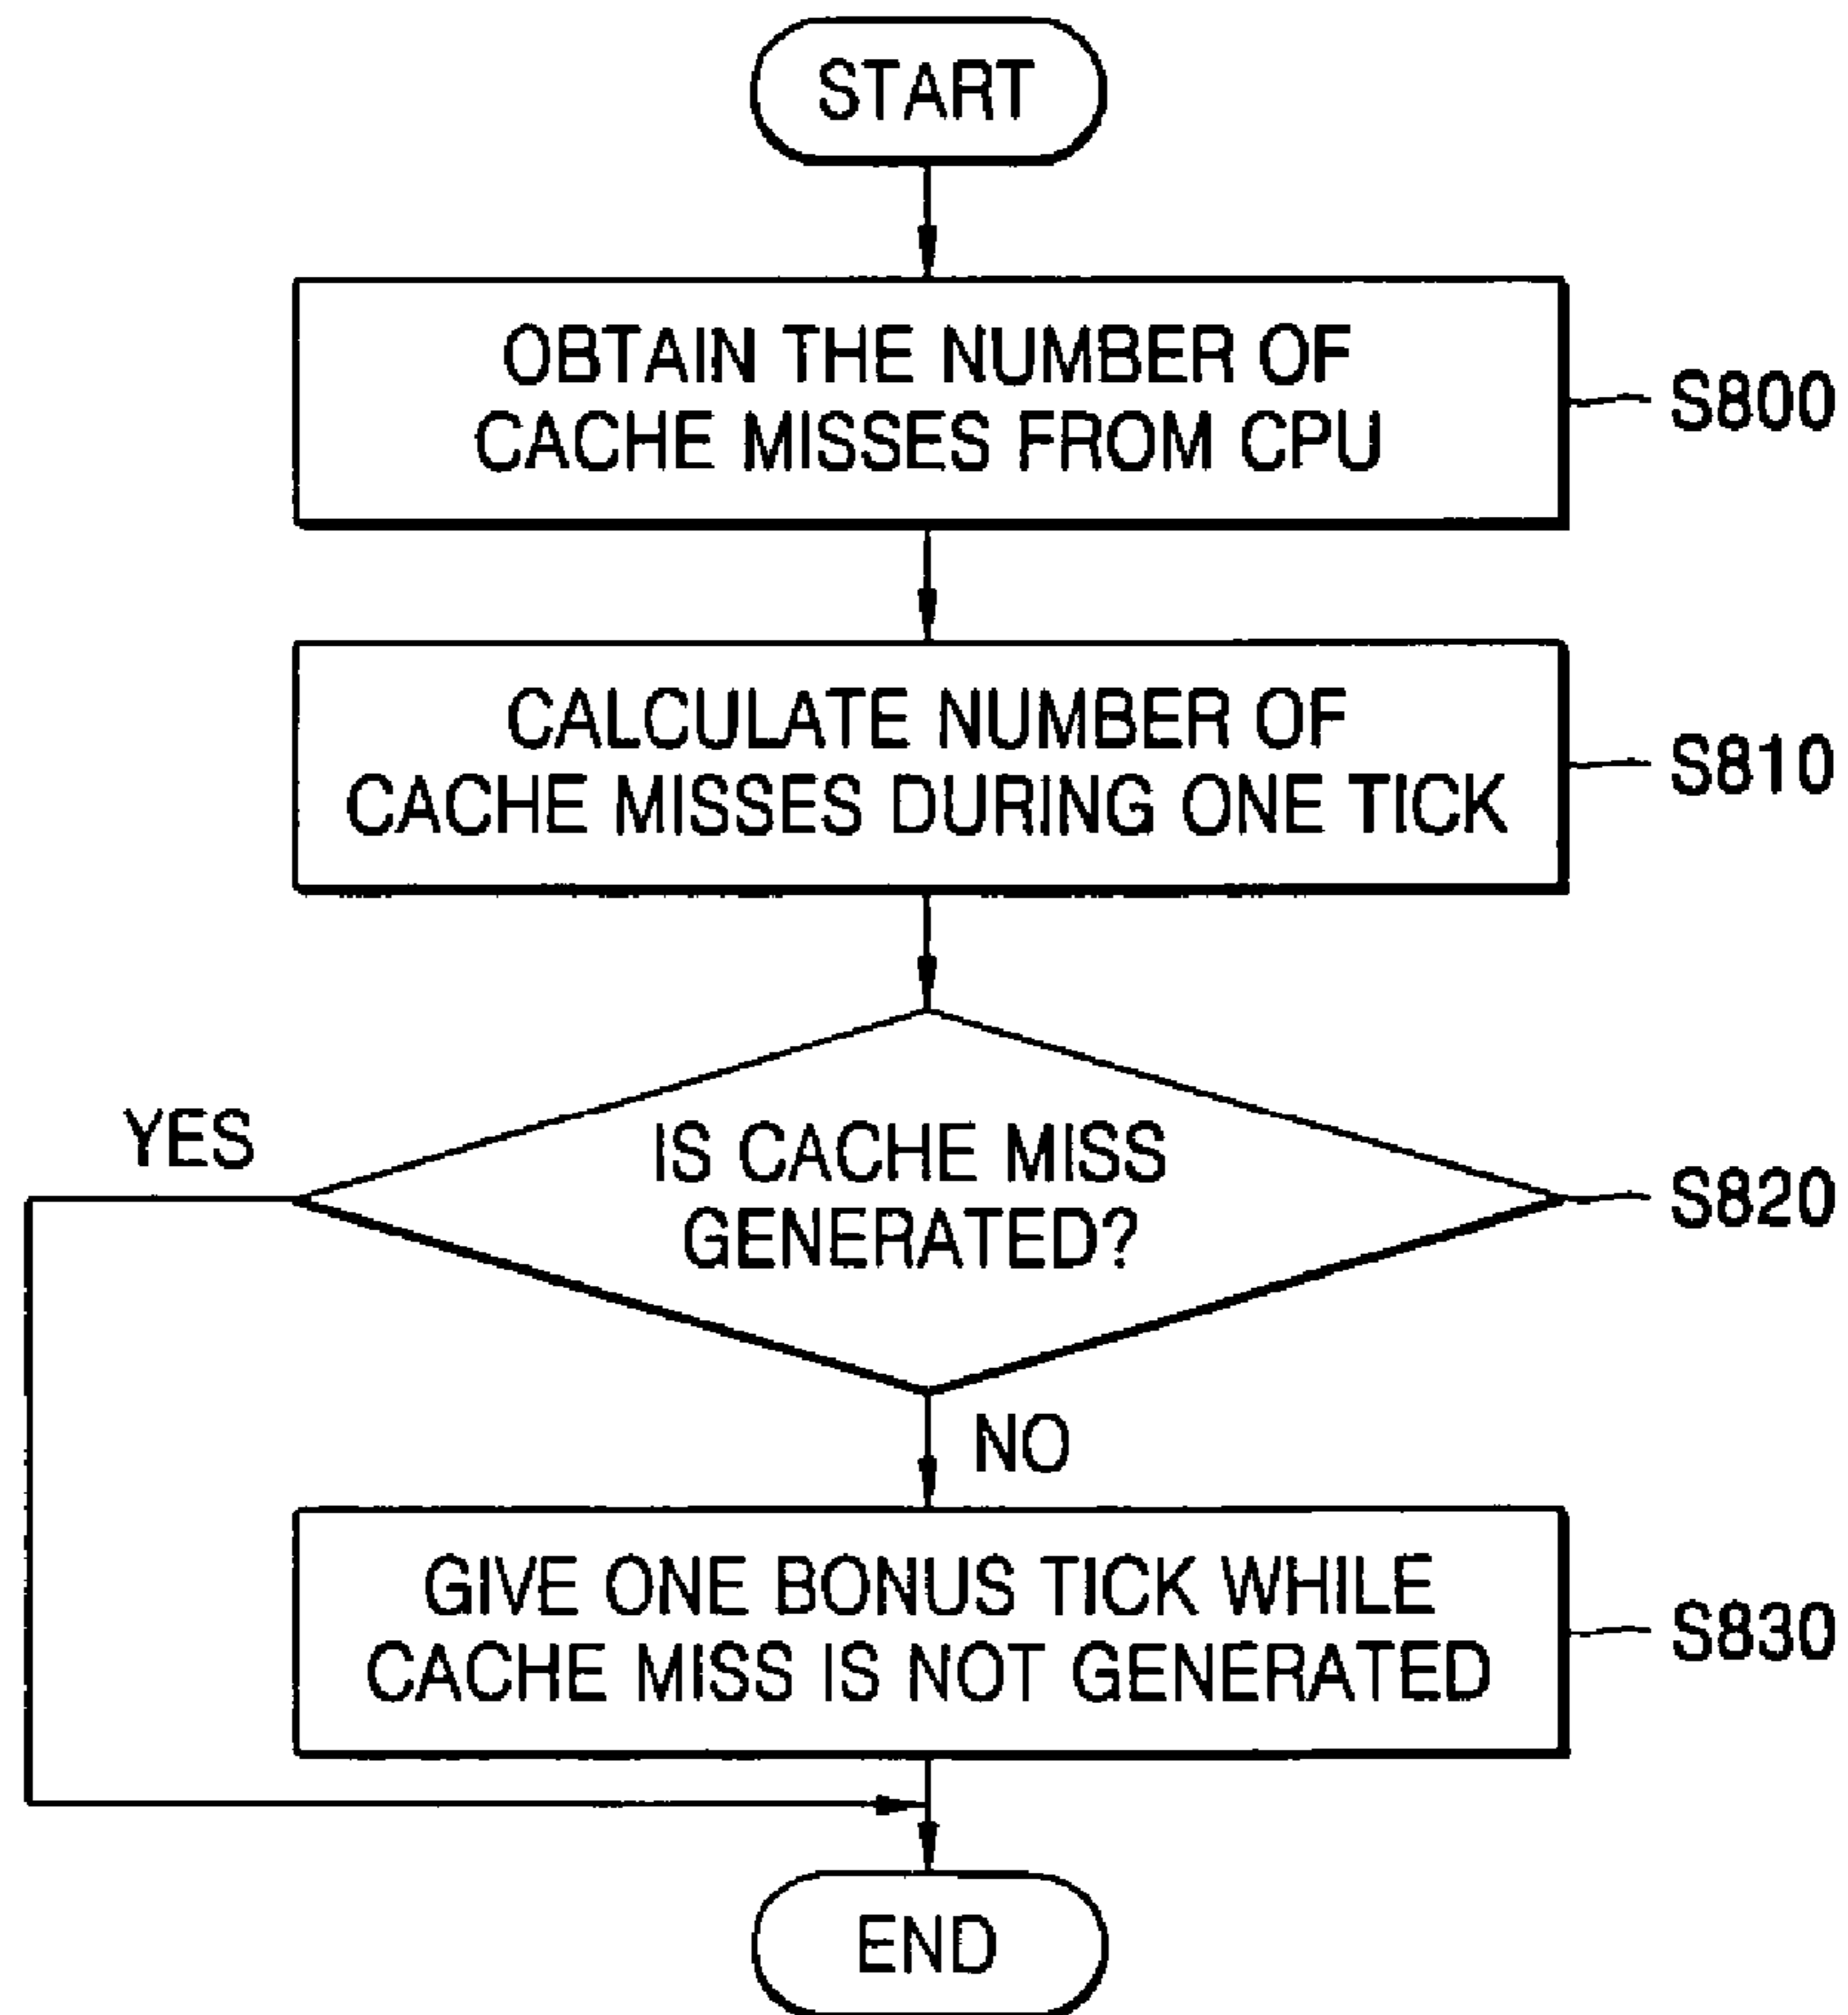 START
OBTAIN THE NUMBER OF
CACHE MISSES FROM CPU
S800
CALCULATE NUMBER OF
CACHE MISSES DURING ONE TICK
S810
YES
IS CACHE MISS
GENERATED?
S820
NO
GIVE ONE BONUS TICK WHILE
CACHE MISS IS NOT GENERATED
S830
END